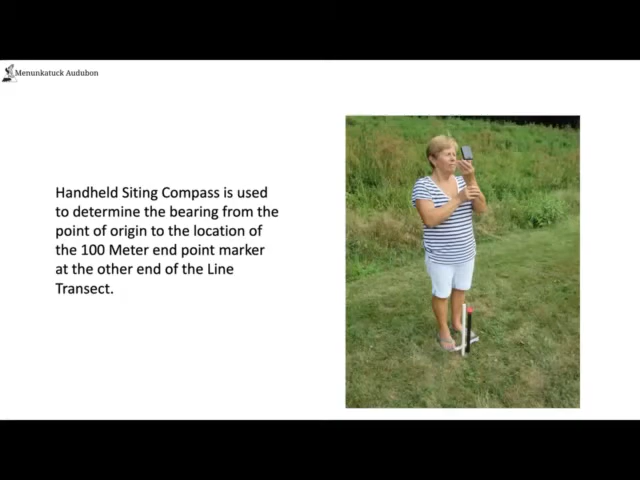 Menunkatuck Audubon
Handheld Siting Compass is used
to determine the bearing from the
point of origin to the location of
the 100 Meter end point marker
at the other end of the Line
Transect.